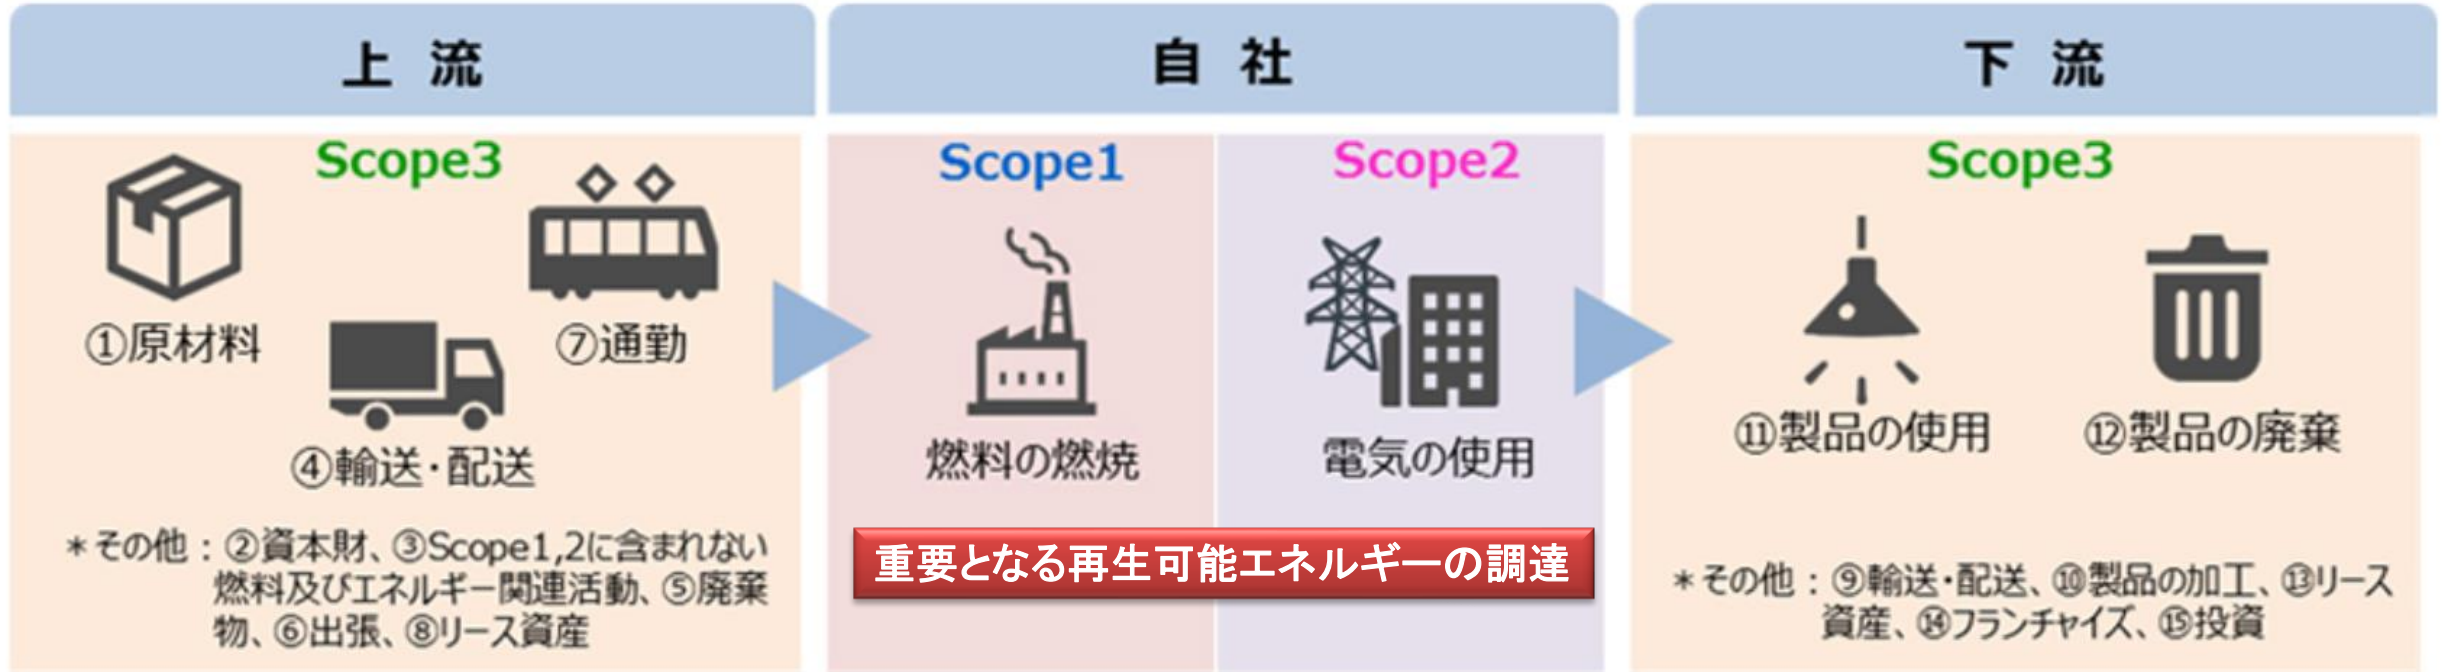 上 流
自 社
下 流
Scope3
①原材料
④輸送・配送
⑦通勤
＊その他：②資本財、③Scope1,2に含まれない
燃料及びエネルギー関連活動、⑤廃棄
物、⑥出張、⑧リース資産
Scope1
燃料の燃焼
Scope2
電気の使用
重要となる再生可能エネルギーの調達
Scope3
⑪製品の使用
⑫製品の廃棄
＊その他：⑨輸送・配送、⑩製品の加工、⑬リース
資産、⑭フランチャイズ、⑮投資